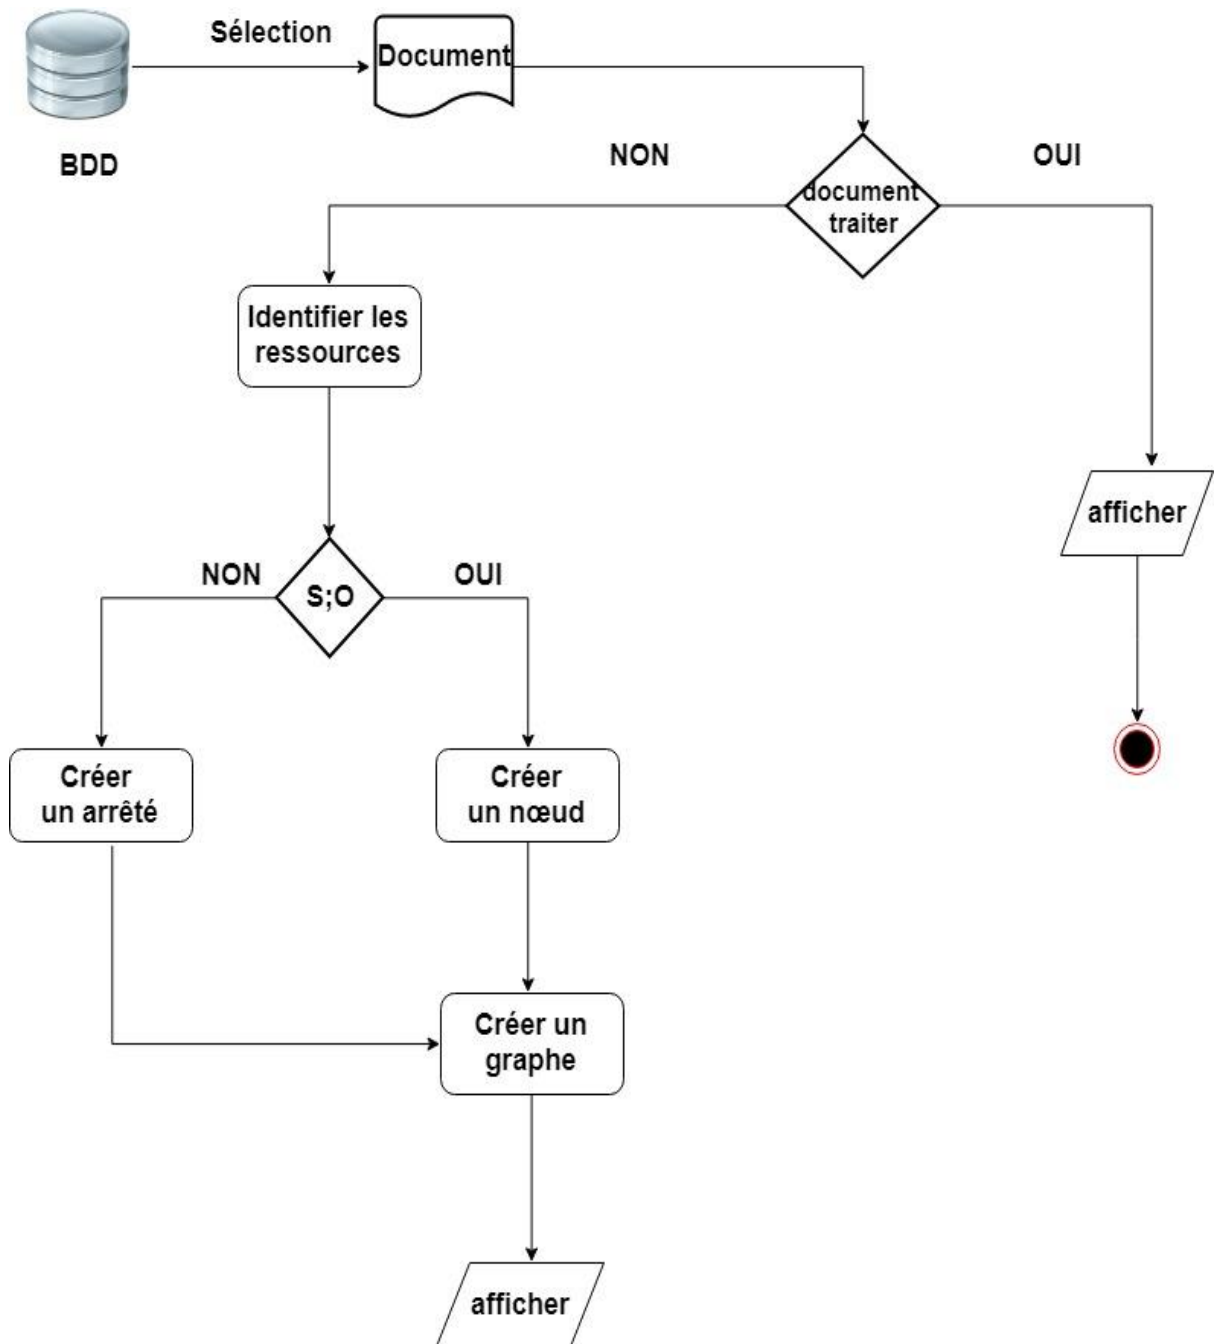 Sélection
Document
BDD
NON
OUI
document
traiter
Identifier les
ressources
afficher
NON
OUI
S;O
Créer
un arrêté
Créer
un nœud
Créer un
graphe
afficher